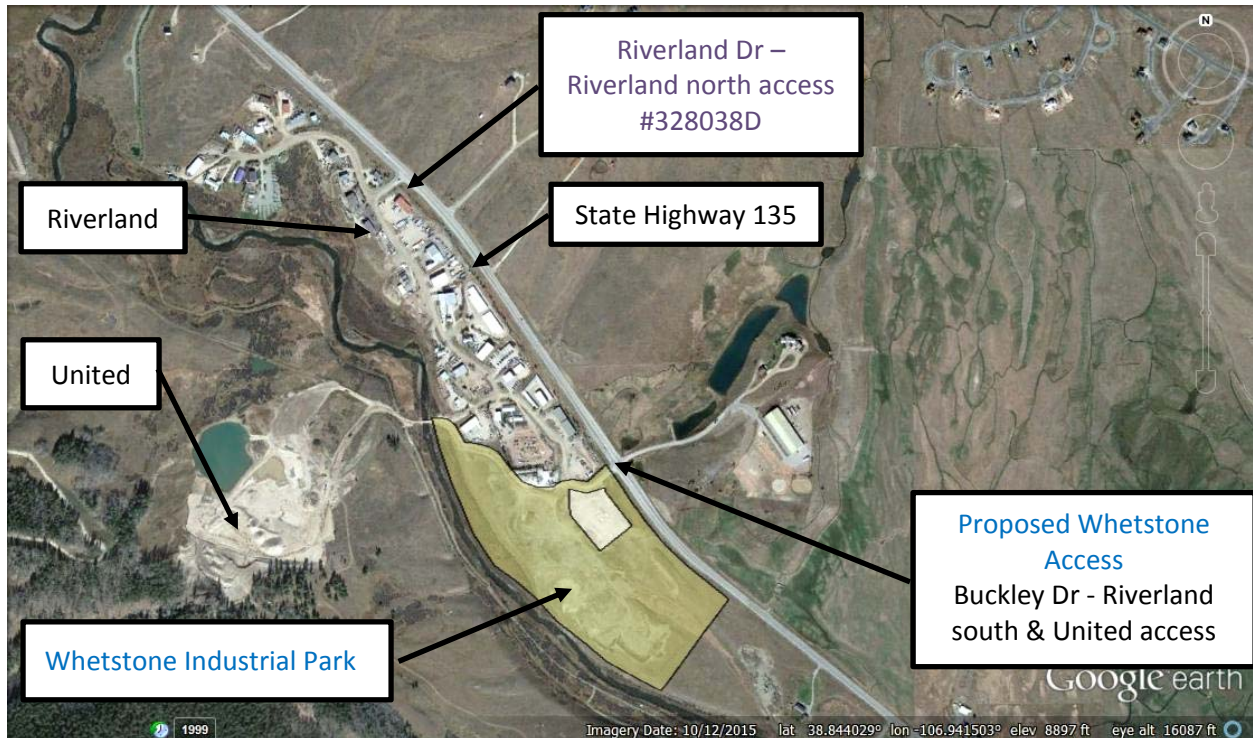 N
Riverland Dr –
Riverland north access
#328038D
Riverland
State Highway 135
United
Proposed Whetstone
Access
Buckley Dr - Riverland
south & United access
Whetstone Industrial Park
Google earth
1999
Imagery Date: 10/12/2015 lat 38.844029° lon -106.941503° elev 8897 ft eye alt 16087 ft